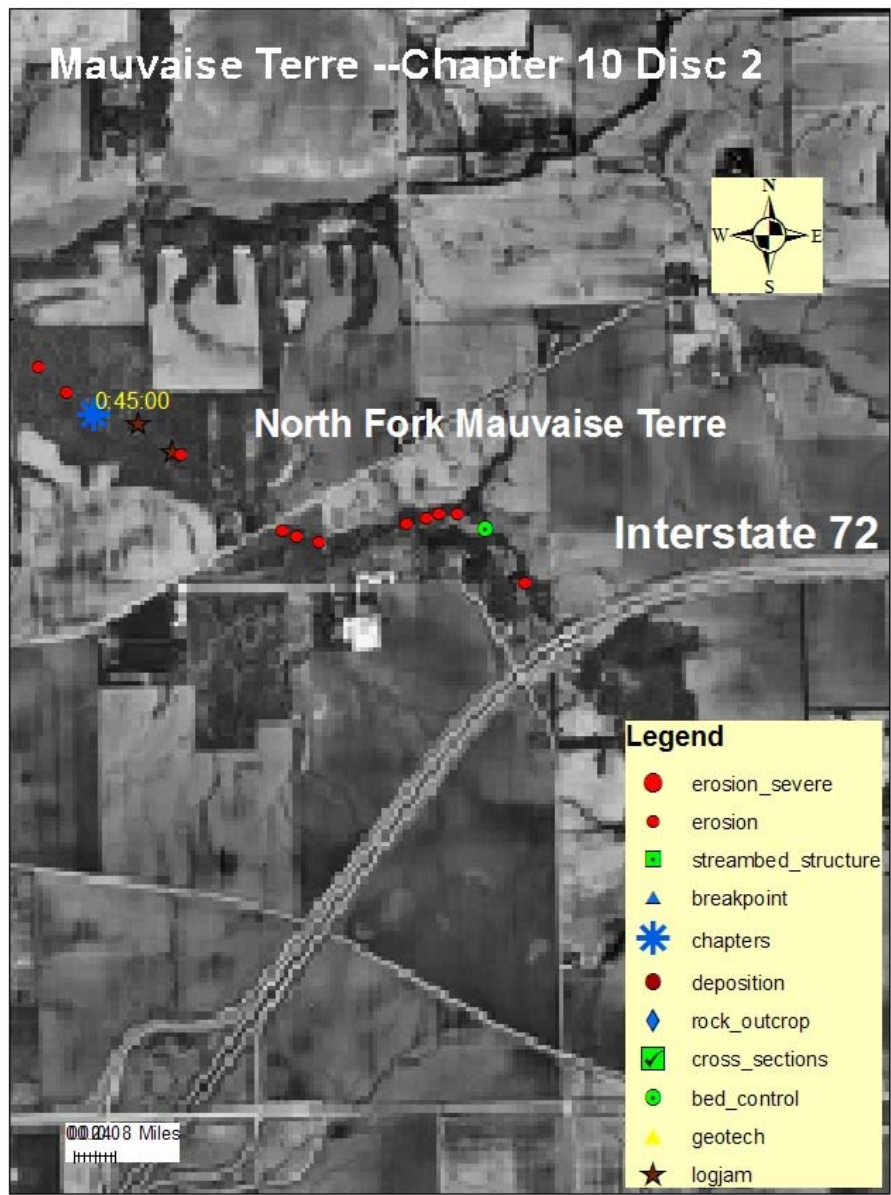 Mauvaise Terre --Chapter 10 Disc 2
N
W E
S
0:45:00
North Fork Mauvaise Terre
Interstate 72
Legend
erosion_severe
erosion
streambed_structure
breakpoint
chapters
deposition
rock_outcrop
cross_sections
bed_control
geotech
logjam
Miles